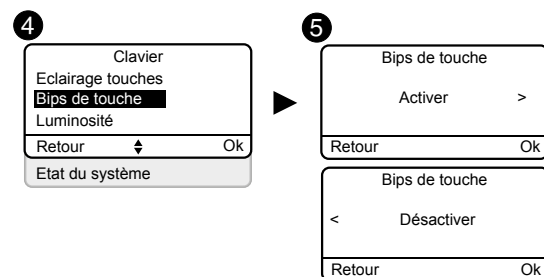 4
Clavier
Eclairage touches
Bips de touche
Luminosité
Retour Ok
Etat du système
5
Bips de touche
Activer >
Retour Ok
Bips de touche
< Désactiver
Retour Ok